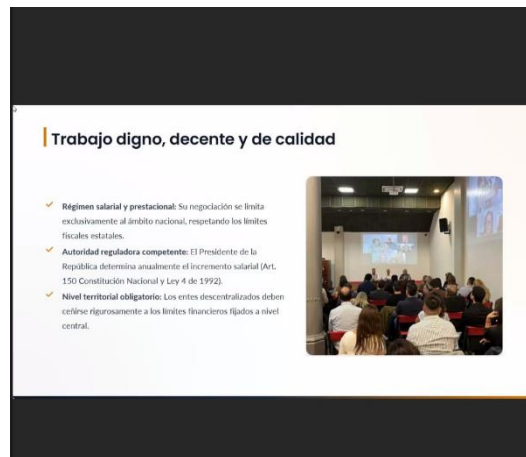 Trabajo digno, decente y de calidad
Régimen salarial y prestacional: Su negociación se limita
exclusivamente al ámbito nacional, respetando los límites
fiscales estatales.
Autoridad reguladora competente: El Presidente de la
República determina anualmente el incremento salarial (Art.
150 Constitución Nacional y Ley 4 de 1992).
Nivel territorial obligatorio: Los entes descentralizados deben
ceñirse rigurosamente a los límites financieros fijados a nivel
central.